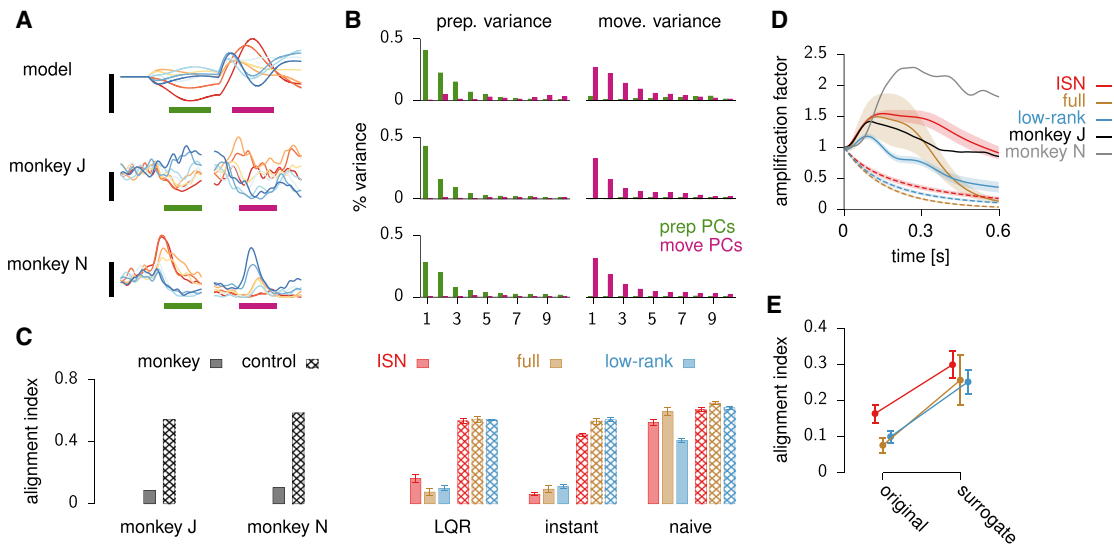 A
model
monkey J
monkey N
B
prep. variance
move. variance
0.5
0
0.5
0
0.5
0
% variance
prep PCs
move PCs
1 3 5 7 9
1 3 5 7 9
C
monkey
control
ISN
full
low-rank
alignment index
0.8
0.4
0
monkey J
monkey N
LQR
instant
naive
D
amplification factor
2.5
2
1.5
1
0.5
0
0
0.3
0.6
time [s]
ISN
full
low-rank
monkey J
monkey N
E
alignment index
0.4
0.3
0.2
0.1
0
original
surrogate